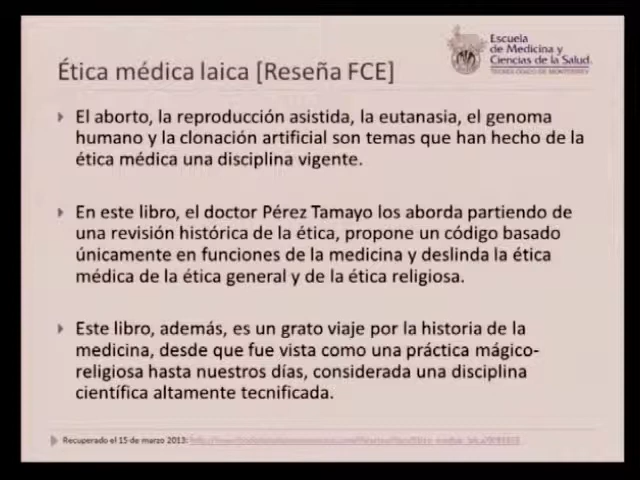 Escuela
de Medicina y
Ciencias de la Salud.
TECNOLÓGICO DE MONTERREY
Ética médica laica [Reseña FCE]
El aborto, la reproducción asistida, la eutanasia, el genoma
humano y la clonación artificial son temas que han hecho de la
ética médica una disciplina vigente.
En este libro, el doctor Pérez Tamayo los aborda partiendo de
una revisión histórica de la ética, propone un código basado
únicamente en funciones de la medicina y deslinda la ética
médica de la ética general y de la ética religiosa.
Este libro, además, es un grato viaje por la historia de la
medicina, desde que fue vista como una práctica mágico-
religiosa hasta nuestros días, considerada una disciplina
científica altamente tecnificada.
Recuperado el 15 de marzo 2013: